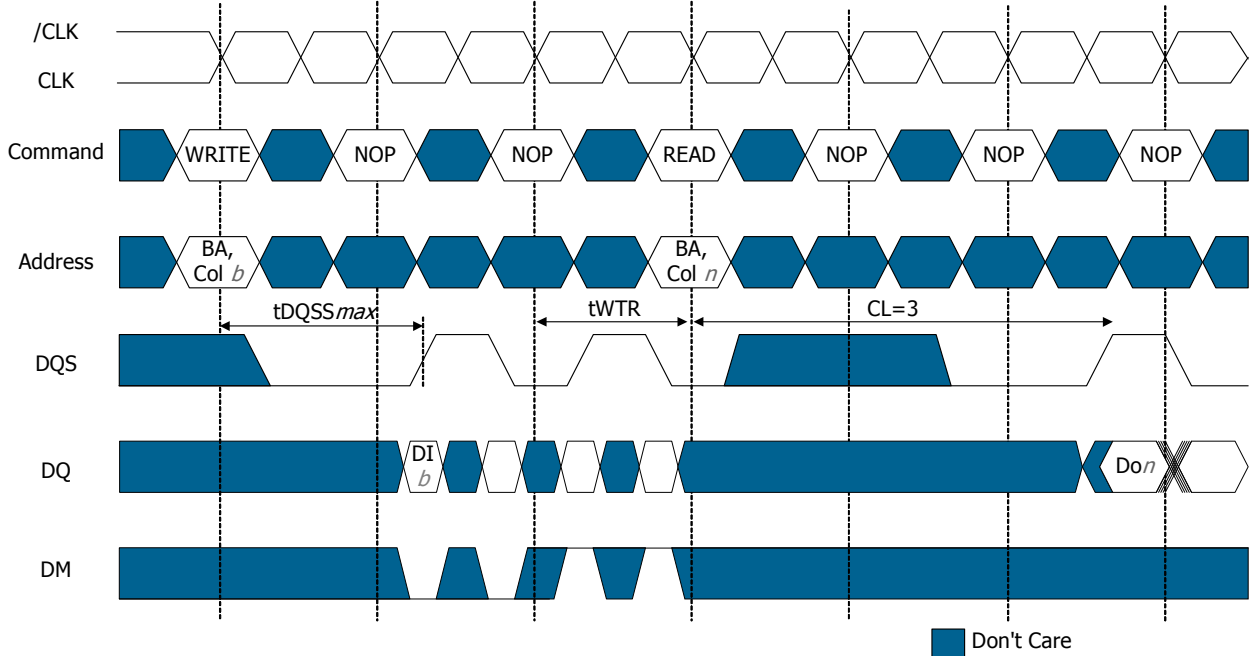 /CLK
CLK
Command
WRITE
NOP
NOP
READ
NOP
NOP
NOP
Address
BA,
Col b
BA,
Col n
tDQSSmax
tWTR
CL=3
DQS
DQ
DI
b
Don
DM
Don't Care